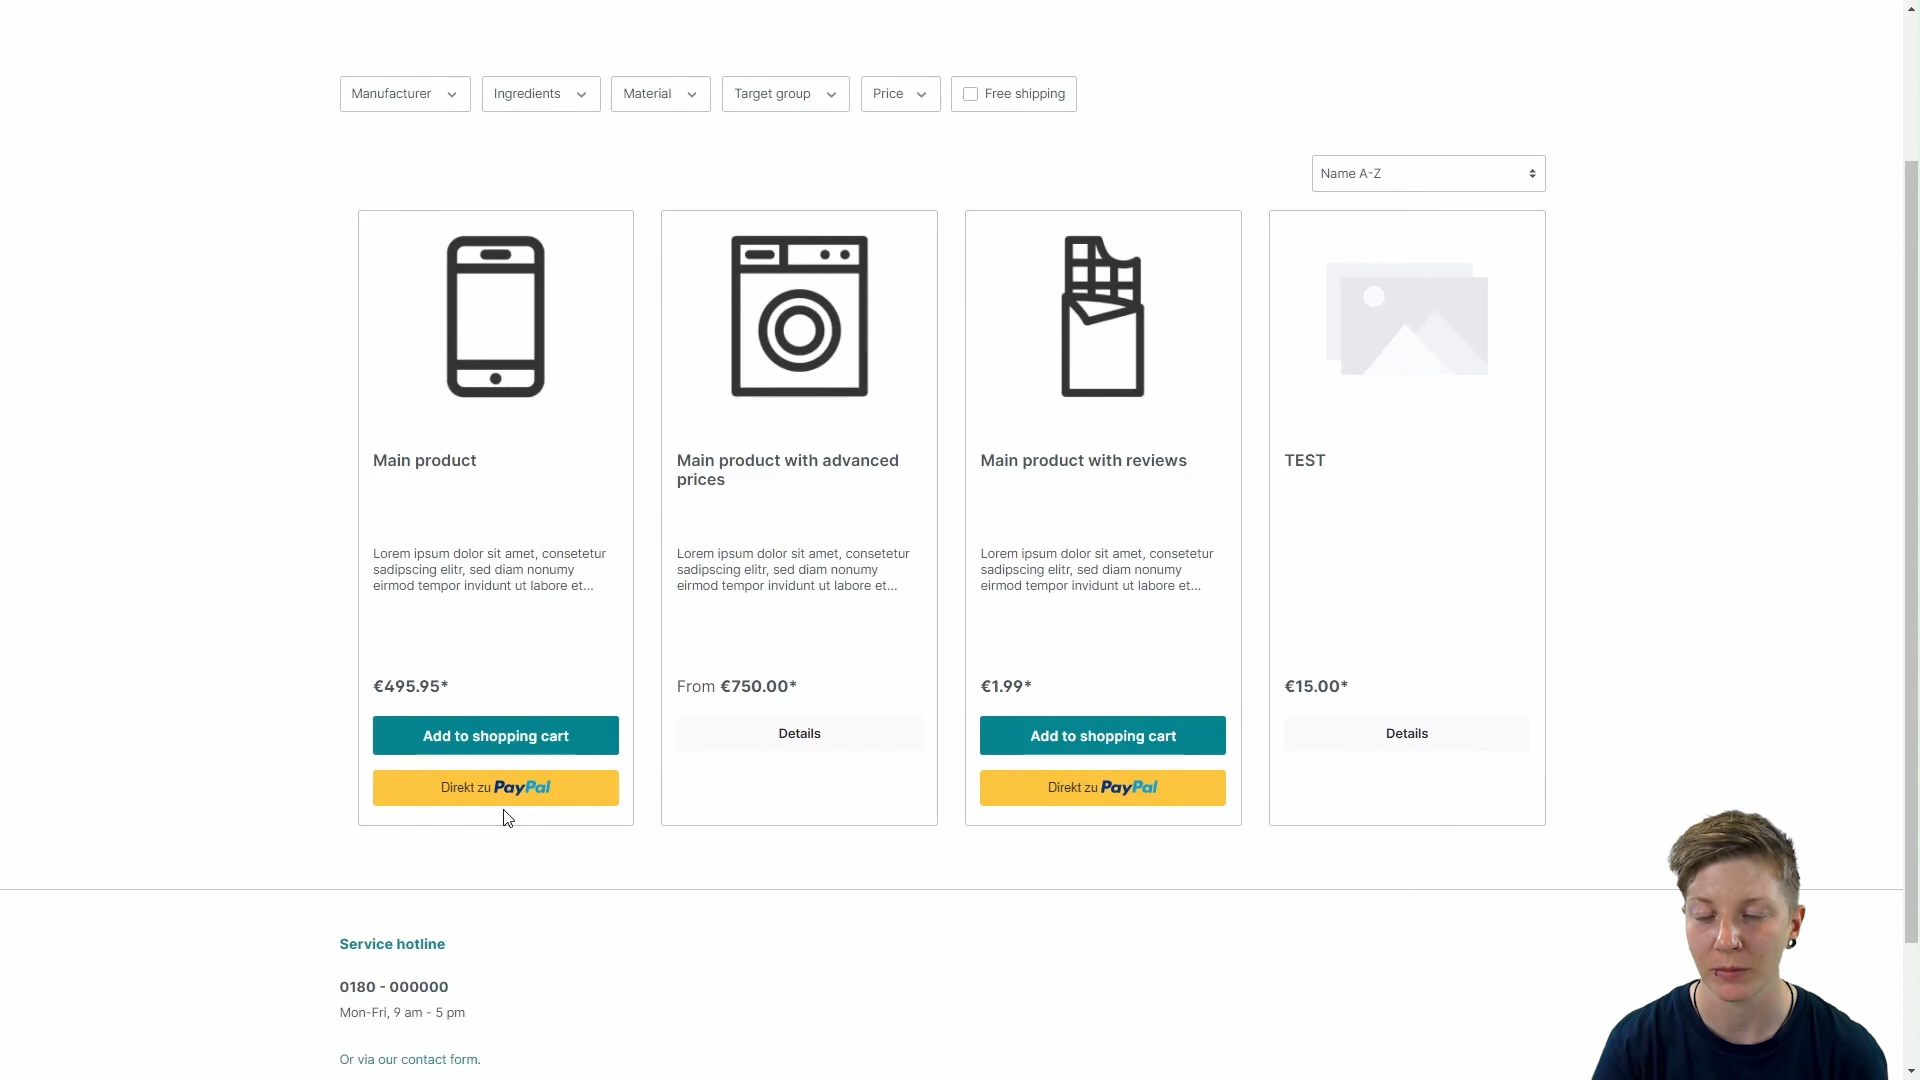 Manufacturer
Ingredients
Material
Target group
Price
Free shipping
Name A-Z
Main product
Lorem ipsum dolor sit amet, consetetur
sadipscing elitr, sed diam nonumy
eirmod tempor invidunt ut labore et...
€495.95*
Add to shopping cart
Direkt zu PayPal
Main product with advanced
prices
Lorem ipsum dolor sit amet, consetetur
sadipscing elitr, sed diam nonumy
eirmod tempor invidunt ut labore et...
From €750.00*
Details
Main product with reviews
Lorem ipsum dolor sit amet, consetetur
sadipscing elitr, sed diam nonumy
eirmod tempor invidunt ut labore et...
€1.99*
Add to shopping cart
Direkt zu PayPal
TEST
€15.00*
Details
Service hotline
0180 - 000000
Mon-Fri, 9 am - 5 pm
Or via our contact form.